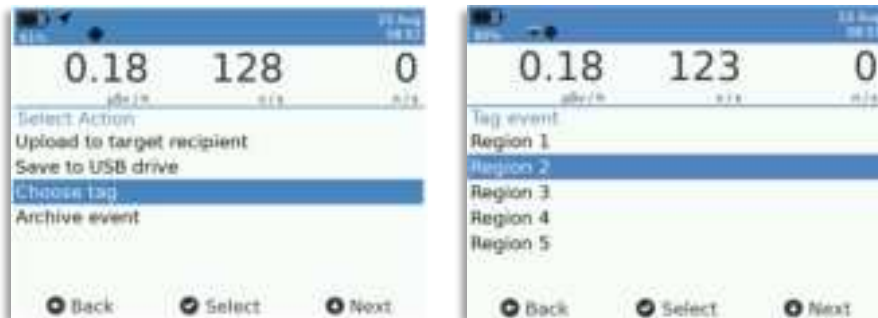 0.18 128 0
Select Action
Upload to target recipient
Save to USB drive
Choose tag
Archive event
Back Select Next
0.18 123 0
Tag event
Region 1
Region 2
Region 3
Region 4
Region 5
Back Select Next